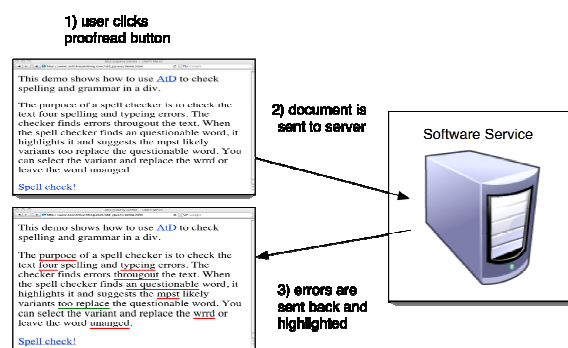 1) user clicks
proofread button
This demo shows how to use AtD to check
spelling and grammar in a div.
The purpoce of a spell checker is to check the
text four spelling and typeing errors. The
checker finds errors througout the text. When
the spell checker finds an questionable word, it
highlights it and suggests the mpst likely
variants too replace the questionable word. You
can select the variant and replace the wrrd or
leave the word unanged.
Spell check!
2) document is
sent to server
Software Service
This demo shows how to use AtD to check
spelling and grammar in a div.
The purpoce of a spell checker is to check the
text four spelling and typeing errors. The
checker finds errors througout the text. When
the spell checker finds an questionable word, it
highlights it and suggests the mpst likely
variants too replace the questionable word. You
can select the variant and replace the wrrd or
leave the word unanged.
Spell check!
3) errors are
sent back and
highlighted